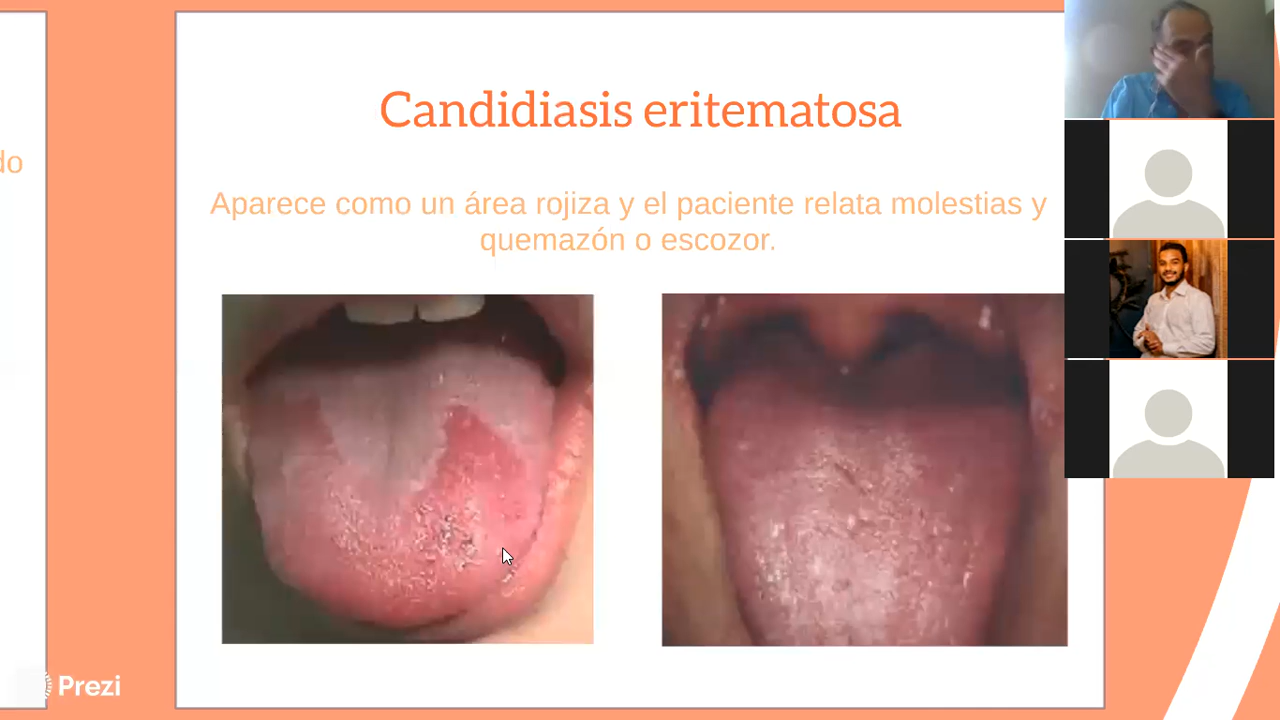 Candidiasis eritematosa
do
Aparece como un área rojiza y el paciente relata molestias y
quemazón o escozor.
Prezi